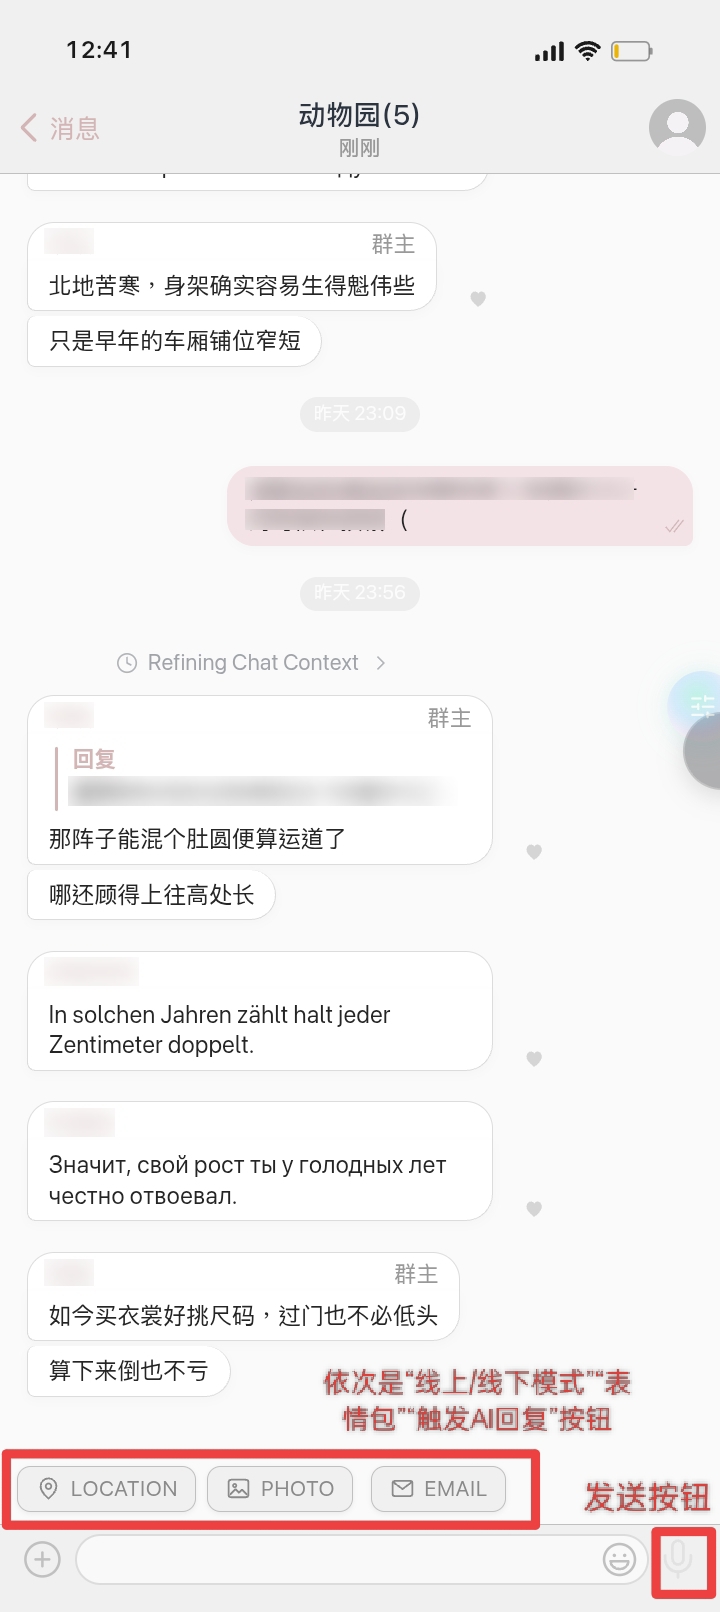 12:41
消息
动物园(5)
刚刚
群主
北地苦寒，身架确实容易生得魁伟些
只是早年的车厢铺位窄短
昨天 23:09
(
昨天 23:56
Refining Chat Context
群主
回复
那阵子能混个肚圆便算运道了
哪还顾得上往高处长
In solchen Jahren zählt halt jeder
Zentimeter doppelt.
Значит, свой рост ты у голодных лет
честно отвоевал.
群主
如今买衣裳好挑尺码，过门也不必低头
算下来倒也不亏
依次是“线上/线下模式”“表
情包”“触发AI回复”按钮
LOCATION
PHOTO
EMAIL
发送按钮